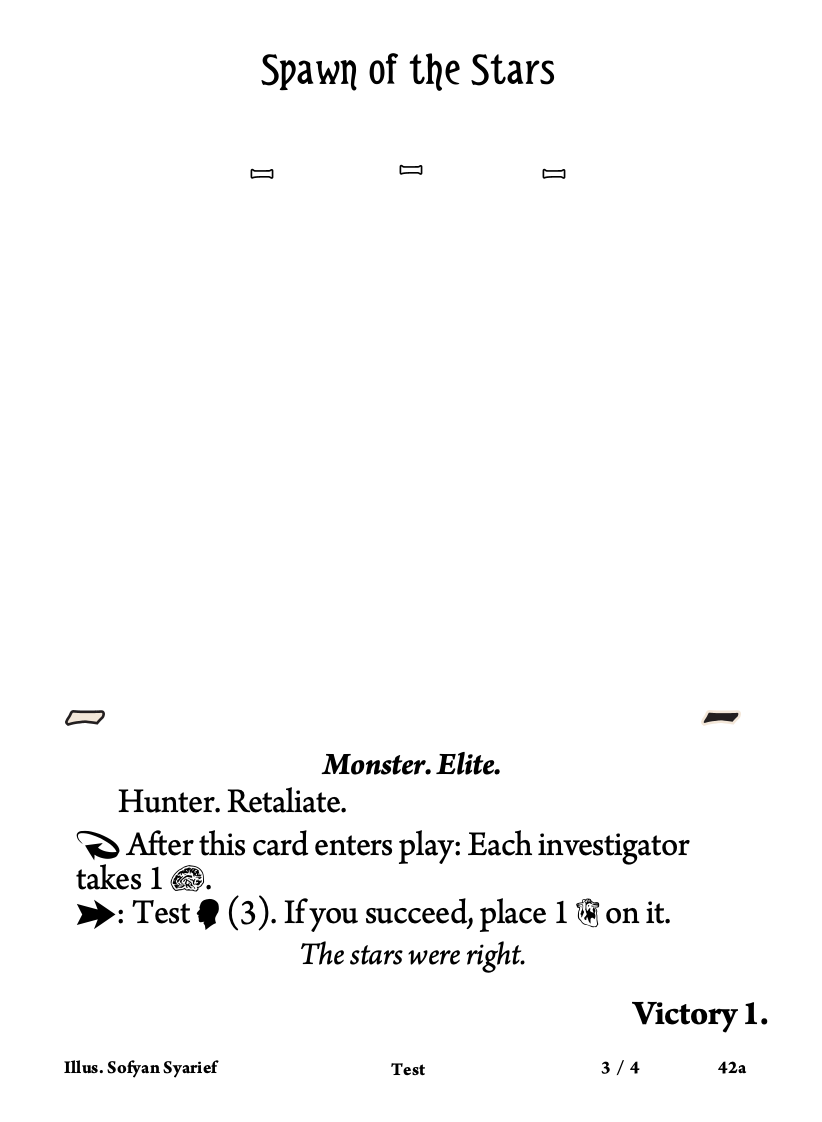 Spawn of the Stars
Monster. Elite.
Hunter. Retaliate.
After this card enters play: Each investigator
takes 1 .
: Test (3). If you succeed, place 1 on it.
The stars were right.
Victory 1.
Illus. Sofyan Syarief Test 3 / 4 42a